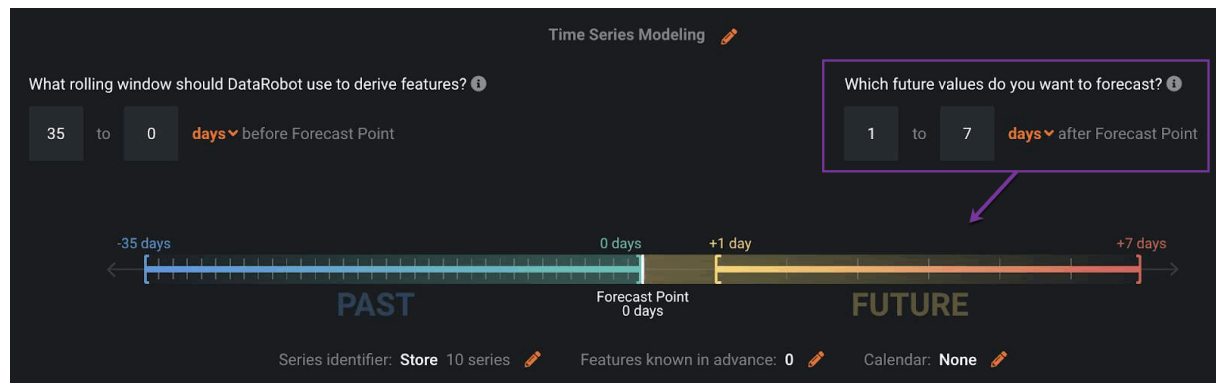 Time Series Modeling
What rolling window should DataRobot use to derive features?
Which future values do you want to forecast?
35 to 0 days before Forecast Point
1 to 7 days after Forecast Point
-35 days
0 days
+1 day
+7 days
PAST
Forecast Point
0 days
FUTURE
Series identifier: Store 10 series
Features known in advance: 0
Calendar: None